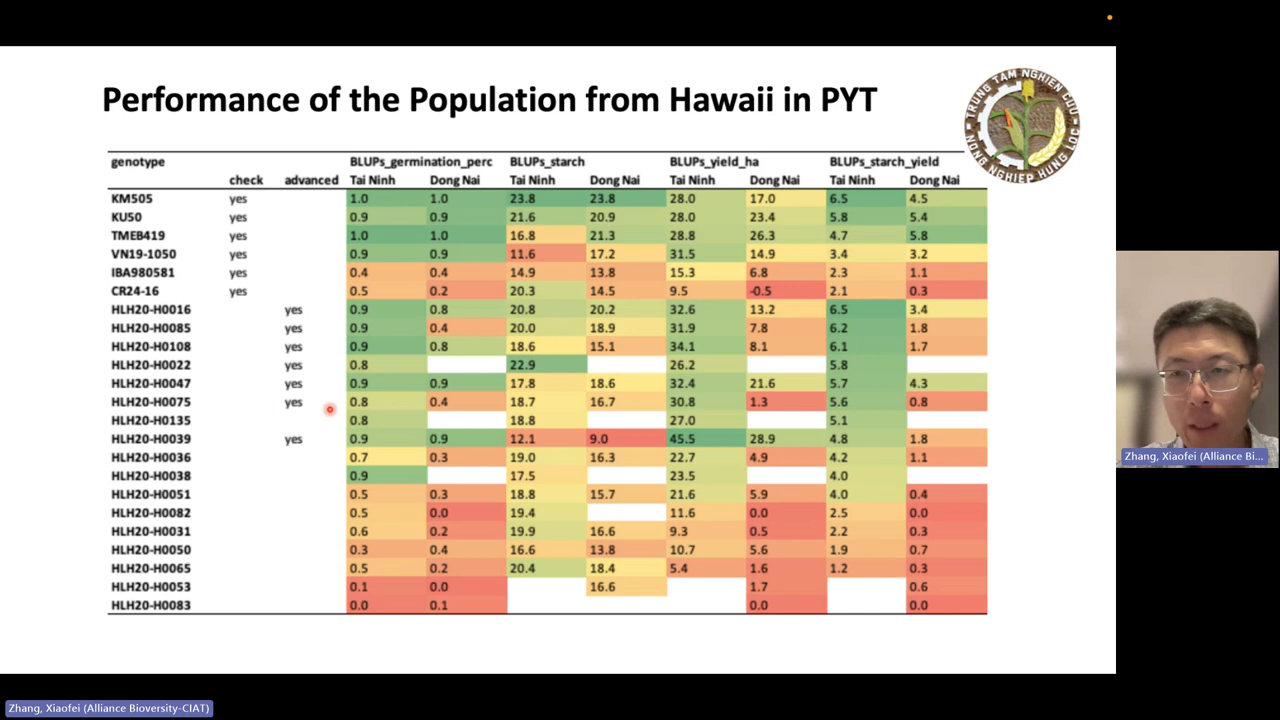 Performance of the Population from Hawaii in PYT
TRUNG TAM NGHIEN CUU
NONG NGHIEP HUNG LOC
genotype BLUPs_germination_perc BLUPs_starch BLUPs_yield_ha BLUPs_starch_yield
check advanced Tai Ninh Dong Nai Tai Ninh Dong Nai Tai Ninh Dong Nai Tai Ninh Dong Nai
KM505 yes 1.0 1.0 23.8 23.8 28.0 17.0 6.5 4.5
KU50 yes 0.9 0.9 21.6 20.9 28.0 23.4 5.8 5.4
TMEB419 yes 1.0 1.0 16.8 21.3 28.8 26.3 4.7 5.8
VN19-1050 yes 0.9 0.9 11.6 17.2 31.5 14.9 3.4 3.2
IBA980581 yes 0.4 0.4 14.9 13.8 15.3 6.8 2.3 1.1
CR24-16 yes 0.5 0.2 20.3 14.5 9.5 -0.5 2.1 0.3
HLH20-H0016 yes 0.9 0.8 20.8 20.2 32.6 13.2 6.5 3.4
HLH20-H0085 yes 0.9 0.4 20.0 18.9 31.9 7.8 6.2 1.8
HLH20-H0108 yes 0.9 0.8 18.6 15.1 34.1 8.1 6.1 1.7
HLH20-H0022 yes 0.8 22.9 26.2 5.8
HLH20-H0047 yes 0.9 0.9 17.8 18.6 32.4 21.6 5.7 4.3
HLH20-H0075 yes 0.8 0.4 18.7 16.7 30.8 1.3 5.6 0.8
HLH20-H0135 0.8 18.8 27.0 5.1
HLH20-H0039 yes 0.9 0.9 12.1 9.0 45.5 28.9 4.8 1.8
HLH20-H0036 0.7 0.3 19.0 16.3 22.7 4.9 4.2 1.1
HLH20-H0038 0.9 17.5 23.5 4.0
HLH20-H0051 0.5 0.3 18.8 15.7 21.6 5.9 4.0 0.4
HLH20-H0082 0.5 0.0 19.4 11.6 0.0 2.5 0.0
HLH20-H0031 0.6 0.2 19.9 16.6 9.3 0.5 2.2 0.3
HLH20-H0050 0.3 0.4 16.6 13.8 10.7 5.6 1.9 0.7
HLH20-H0065 0.5 0.2 20.4 18.4 5.4 1.6 1.2 0.3
HLH20-H0053 0.1 0.0 16.6 1.7 0.6
HLH20-H0083 0.0 0.1 0.0 0.0
Zhang, Xiaofei (Alliance Bi...
Zhang, Xiaofei (Alliance Bioversity-CIAT)